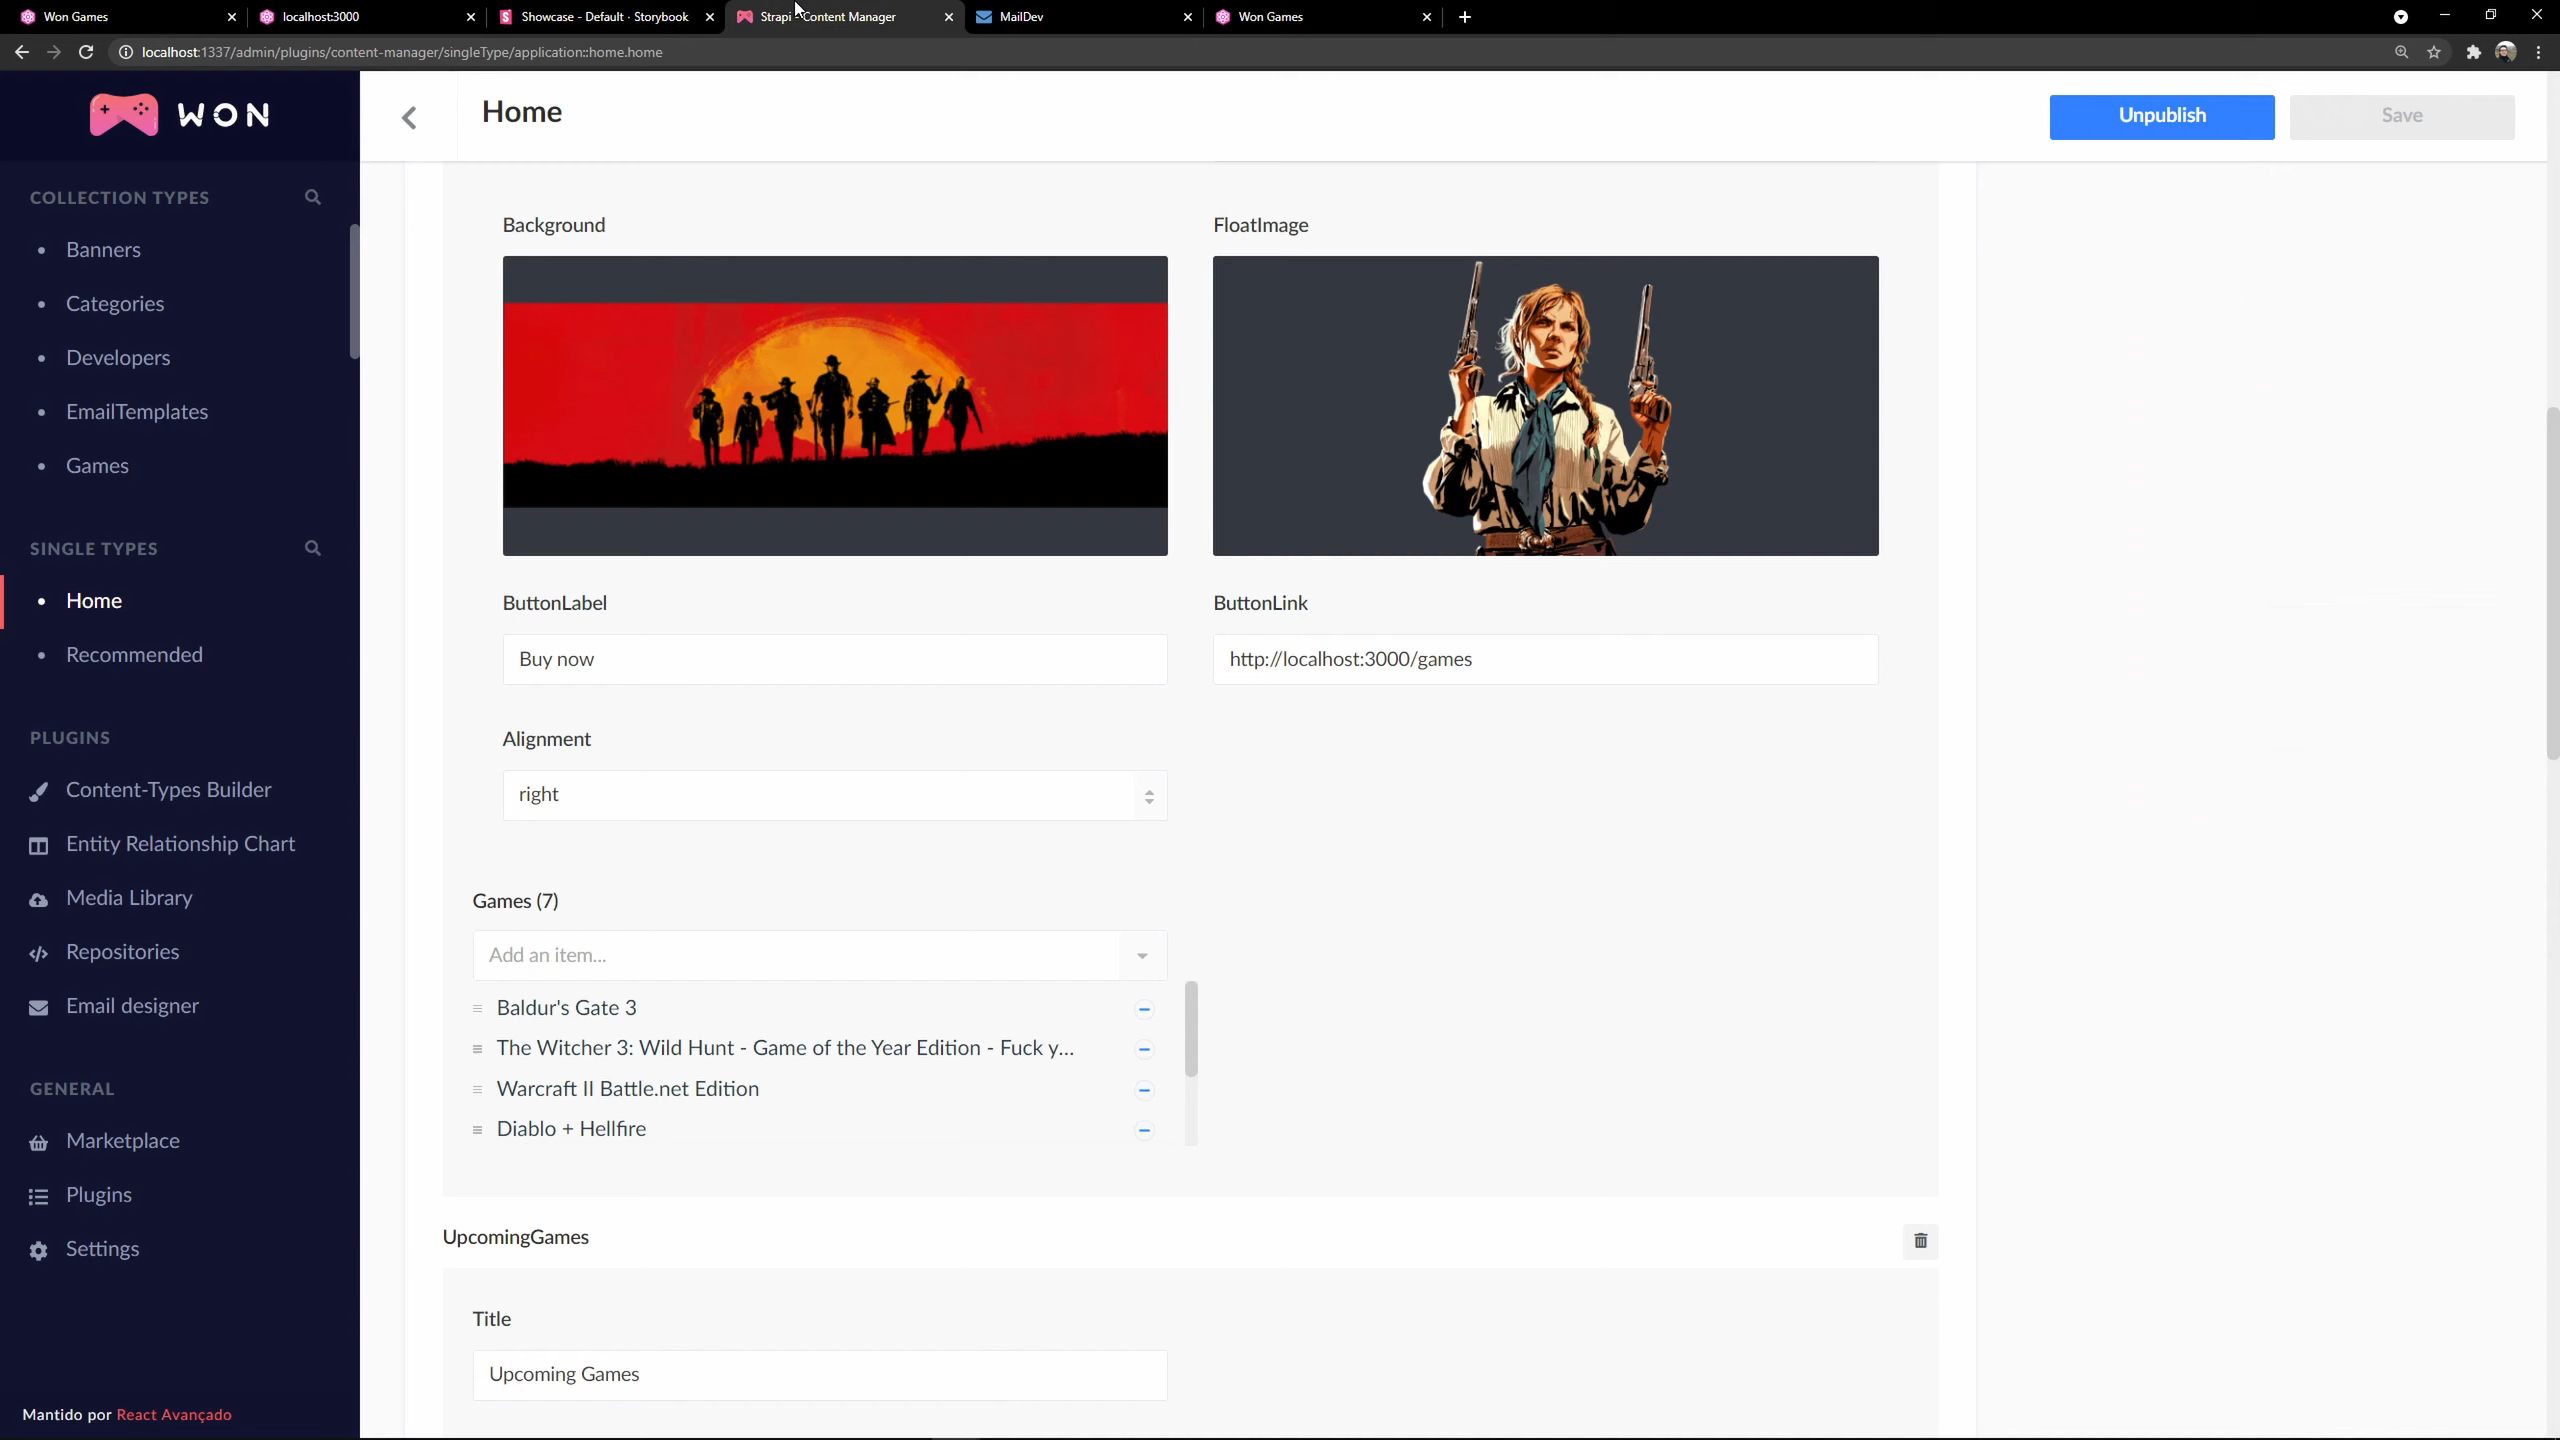 Won Games
localhost:3000
Showcase - Default · Storybook
Strapi - Content Manager
MailDev
Won Games
localhost:1337/admin/plugins/content-manager/singleType/application::home.home
WON
Home
Unpublish
Save
COLLECTION TYPES
Banners
Categories
Developers
EmailTemplates
Games
SINGLE TYPES
Home
Recommended
PLUGINS
Content-Types Builder
Entity Relationship Chart
Media Library
Repositories
Email designer
GENERAL
Marketplace
Plugins
Settings
Mantido por React Avançado
Background
FloatImage
ButtonLabel
ButtonLink
Buy now
http://localhost:3000/games
Alignment
right
Games (7)
Add an item...
Baldur's Gate 3
The Witcher 3: Wild Hunt - Game of the Year Edition - Fuck y...
Warcraft II Battle.net Edition
Diablo + Hellfire
UpcomingGames
Title
Upcoming Games